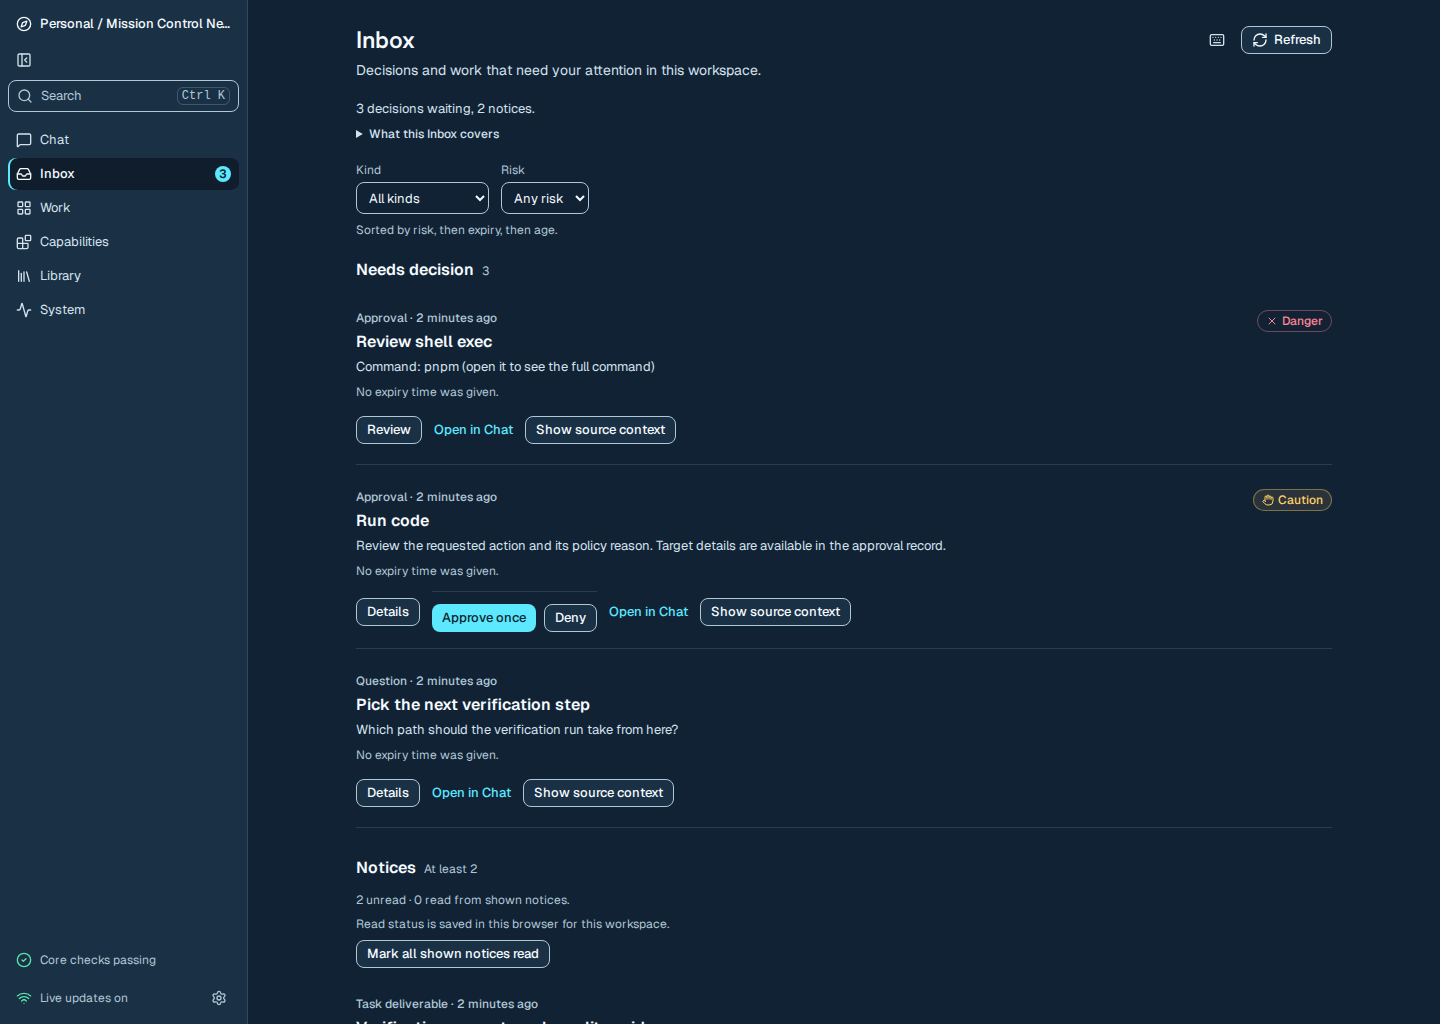 Personal / Mission Control Ne...
Search
Ctrl K
Chat
Inbox
3
Work
Capabilities
Library
System
Core checks passing
Live updates on
Inbox
Refresh
Decisions and work that need your attention in this workspace.
3 decisions waiting, 2 notices.
What this Inbox covers
Kind
Risk
All kinds
Any risk
Sorted by risk, then expiry, then age.
Needs decision 3
Approval · 2 minutes ago
Danger
Review shell exec
Command: pnpm (open it to see the full command)
No expiry time was given.
Review
Open in Chat
Show source context
Approval · 2 minutes ago
Caution
Run code
Review the requested action and its policy reason. Target details are available in the approval record.
No expiry time was given.
Details
Approve once
Deny
Open in Chat
Show source context
Question · 2 minutes ago
Pick the next verification step
Which path should the verification run take from here?
No expiry time was given.
Details
Open in Chat
Show source context
Notices At least 2
2 unread · 0 read from shown notices.
Read status is saved in this browser for this workspace.
Mark all shown notices read
Task deliverable · 2 minutes ago